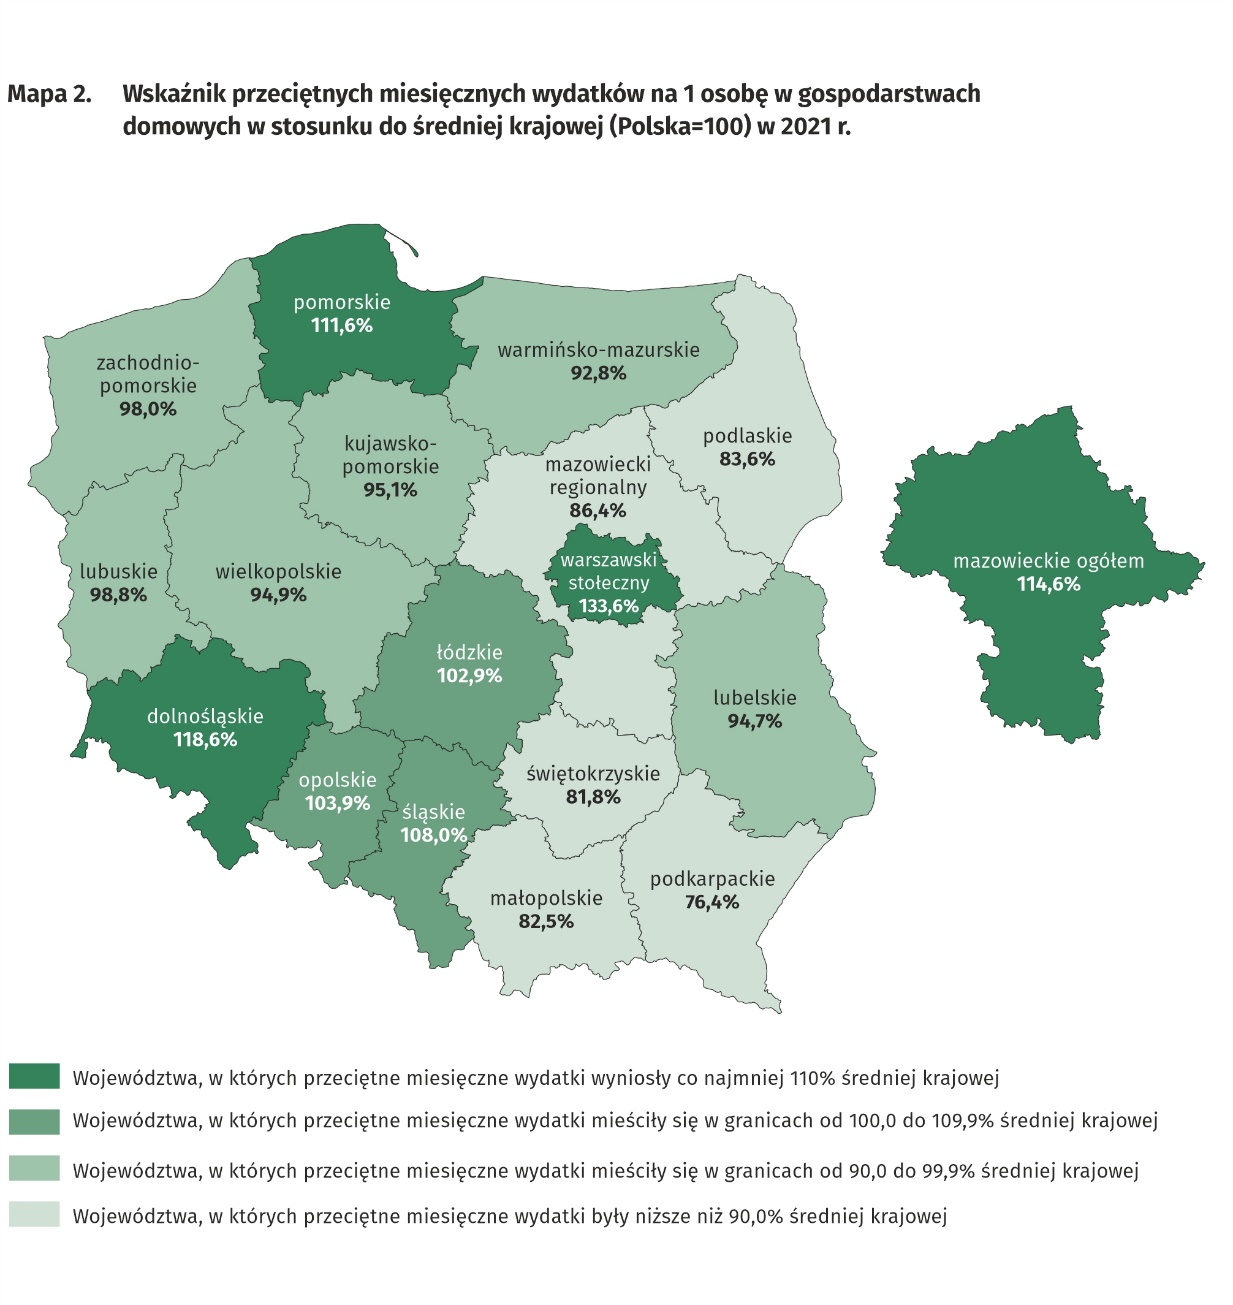 Mapa 2. Wskaźnik przeciętnych miesięcznych wydatków na 1 osobę w gospodarstwach
domowych w stosunku do średniej krajowej (Polska=100) w 2021 r.
pomorskie
111,6%
zachodnio-
pomorskie
98,0%
warmińsko-mazurskie
92,8%
podlaskie
83,6%
kujawsko-
pomorskie
95,1%
mazowiecki
regionalny
86,4%
warszawski
stołeczny
133,6%
mazowieckie ogółem
114,6%
lubuskie
98,8%
wielkopolskie
94,9%
łódzkie
102,9%
lubelskie
94,7%
dolnośląskie
118,6%
opolskie
103,9%
śląskie
108,0%
świętokrzyskie
81,8%
małopolskie
82,5%
podkarpackie
76,4%
Województwa, w których przeciętne miesięczne wydatki wyniosły co najmniej 110% średniej krajowej
Województwa, w których przeciętne miesięczne wydatki mieściły się w granicach od 100,0 do 109,9% średniej krajowej
Województwa, w których przeciętne miesięczne wydatki mieściły się w granicach od 90,0 do 99,9% średniej krajowej
Województwa, w których przeciętne miesięczne wydatki były niższe niż 90,0% średniej krajowej